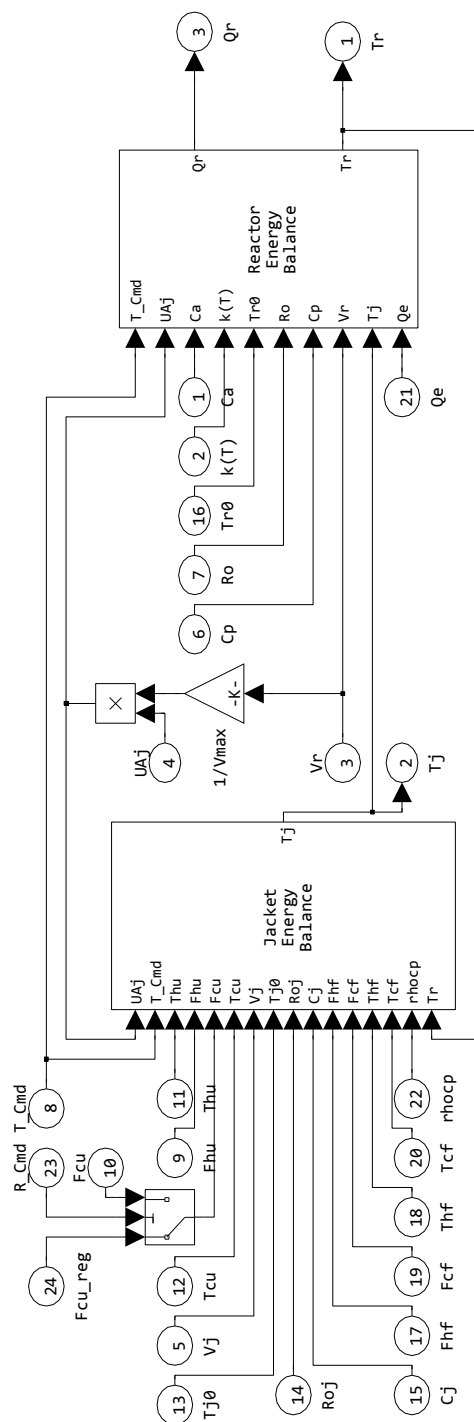 R_Cmd T_Cmd
8
23
10
Fcu
24
Fcu_reg
11
Thu
9
Fhu
12
Tcu
5
Vj
13
Tj0
14
Roj
15
Cj
17
Fhf
19
Fcf
18
Thf
20
Tcf
22
rhocp
UAj
T_Cmd
Thu
Fhu
Fcu
Tcu
Vj
Tj0
Roj
Cj
Fhf
Fcf
Thf
Tcf
rhocp
Tr
Jacket
Energy
Balance
Tj
2
Tj
4
UAj
×
-K-
1/Vmax
3
Vr
6
Cp
7
Ro
16
Tr0
2
k(T)
1
Ca
21
Qe
T_Cmd
UAj
Ca
k(T)
Tr0
Ro
Cp
Vr
Tj
Qe
Reactor
Energy
Balance
Qr
Tr
3
Qr
1
Tr